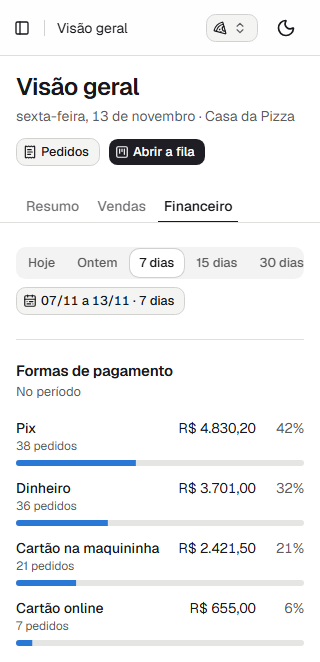 Visão geral
Visão geral
sexta-feira, 13 de novembro · Casa da Pizza
Pedidos
Abrir a fila
Resumo Vendas Financeiro
Hoje Ontem 7 dias 15 dias 30 dias
07/11 a 13/11 · 7 dias
Formas de pagamento
No período
Pix R$ 4.830,20 42%
38 pedidos
Dinheiro R$ 3.701,00 32%
36 pedidos
Cartão na maquininha R$ 2.421,50 21%
21 pedidos
Cartão online R$ 655,00 6%
7 pedidos